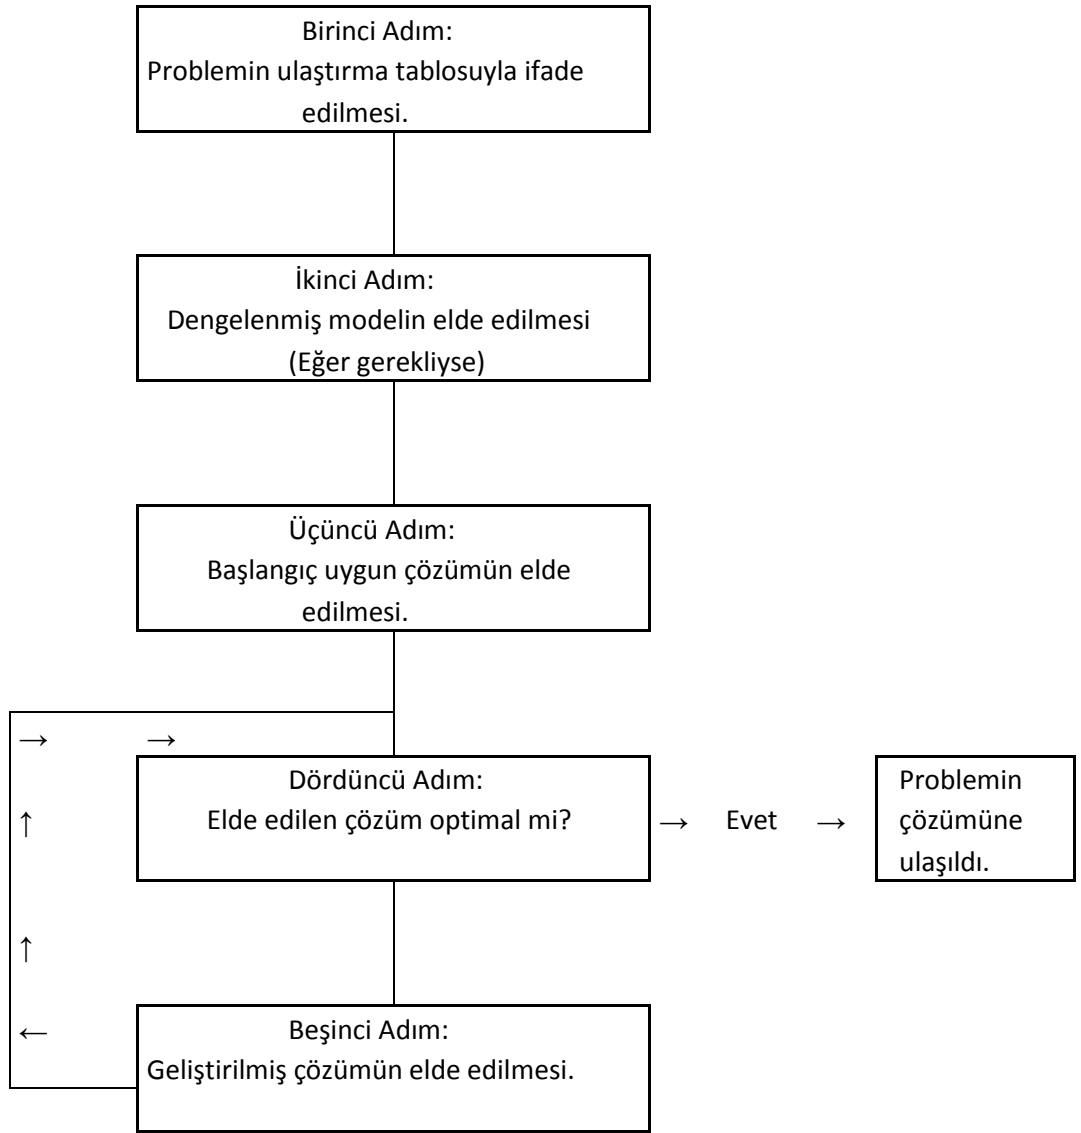 Birinci Adım:
Problemin ulaştırma tablosuyla ifade
edilmesi.
İkinci Adım:
Dengelenmiş modelin elde edilmesi
(Eğer gerekliyse)
Üçüncü Adım:
Başlangıç uygun çözümün elde
edilmesi.
→ →
Dördüncü Adım:
Elde edilen çözüm optimal mi?
→ Evet →
Problemin
çözümüne
ulaşıldı.
↑
↑
←
Beşinci Adım:
Geliştirilmiş çözümün elde edilmesi.